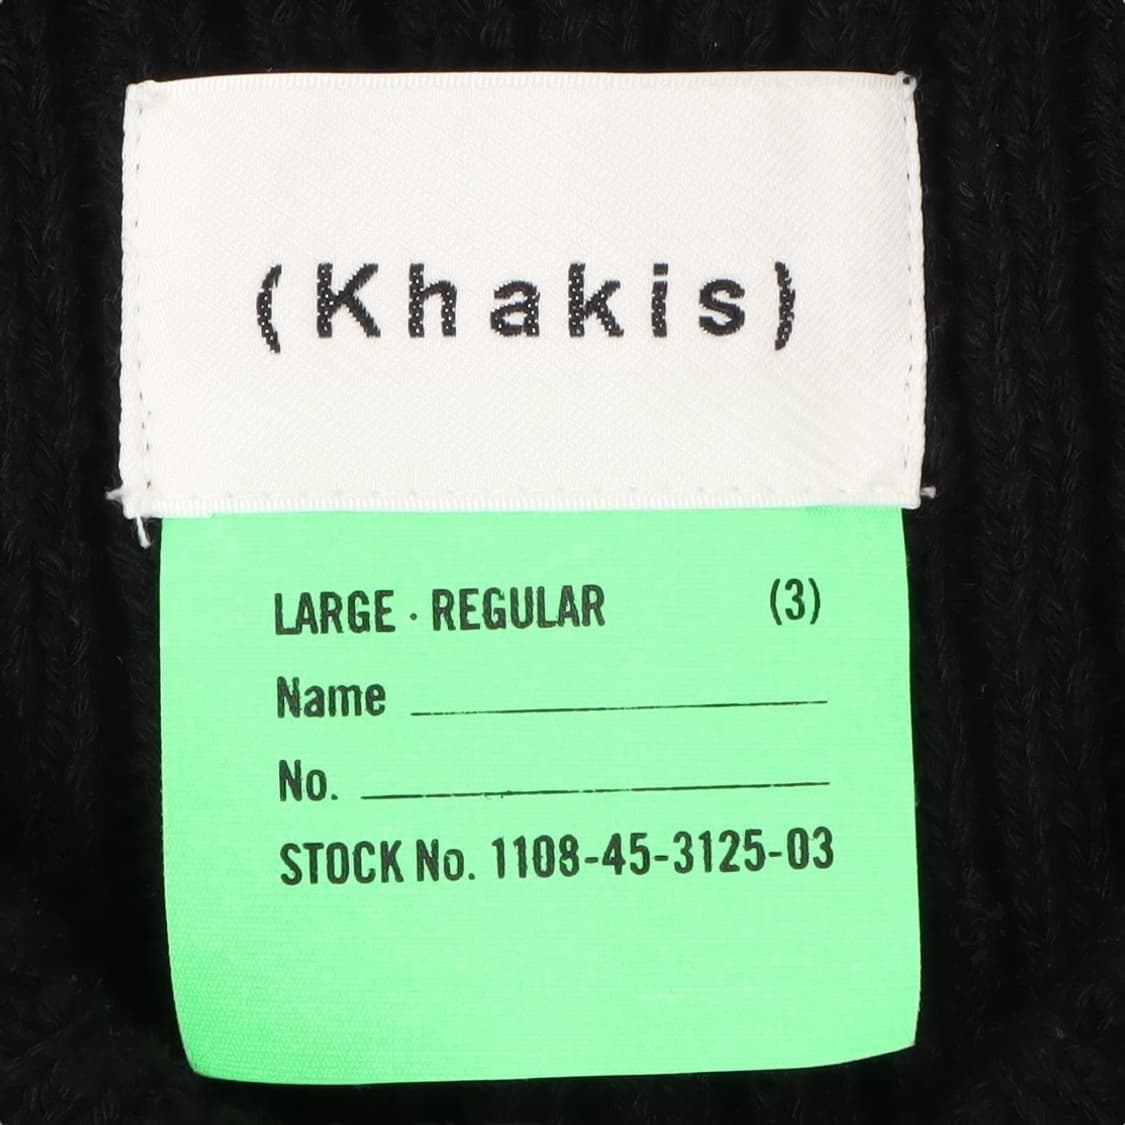 (Khakis)
LARGE · REGULAR (3)
Name
No.
STOCK No. 1108-45-3125-03